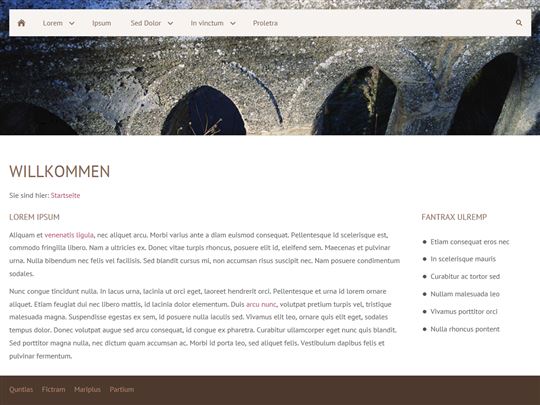 Lorem Ipsum Sed Dolor In vinctum Proletra
WILLKOMMEN
Sie sind hier: Startseite
LOREM IPSUM
Aliquam et venenatis ligula, nec aliquet arcu. Morbi varius ante a diam euismod consequat. Pellentesque id scelerisque est,
commodo fringilla libero. Nam a ultricies ex. Donec vitae turpis rhoncus, posuere elit id, eleifend sem. Maecenas et pulvinar
urna. Nulla bibendum nec felis vel facilisis. Sed blandit cursus mi, non accumsan risus suscipit nec. Nam posuere condimentum
sodales.
Nunc congue tincidunt nulla. In lacus urna, lacinia ut orci eget, laoreet hendrerit orci. Pellentesque et urna id lorem ornare
aliquet. Etiam feugiat dui nec libero mattis, id lacinia dolor elementum. Duis arcu nunc, volutpat pretium turpis vel, tristique
malesuada magna. Suspendisse egestas ex sem, id posuere nulla iaculis sed. Vivamus elit leo, ornare quis elit eget, sodales
tempus dolor. Donec volutpat augue sed arcu consequat, id congue ex pharetra. Curabitur ullamcorper eget nunc quis blandit.
Sed porttitor magna nulla, nec dictum quam accumsan ac. Morbi id porta leo, sed aliquet felis. Vestibulum dapibus felis et
pulvinar fermentum.
FANTRAX ULREMP
Etiam consequat eros nec
In scelerisque mauris
Curabitur ac tortor sed
Nullam malesuada leo
Vivamus porttitor orci
Nulla rhoncus pontent
Quntias Fictram Mariplus Partium